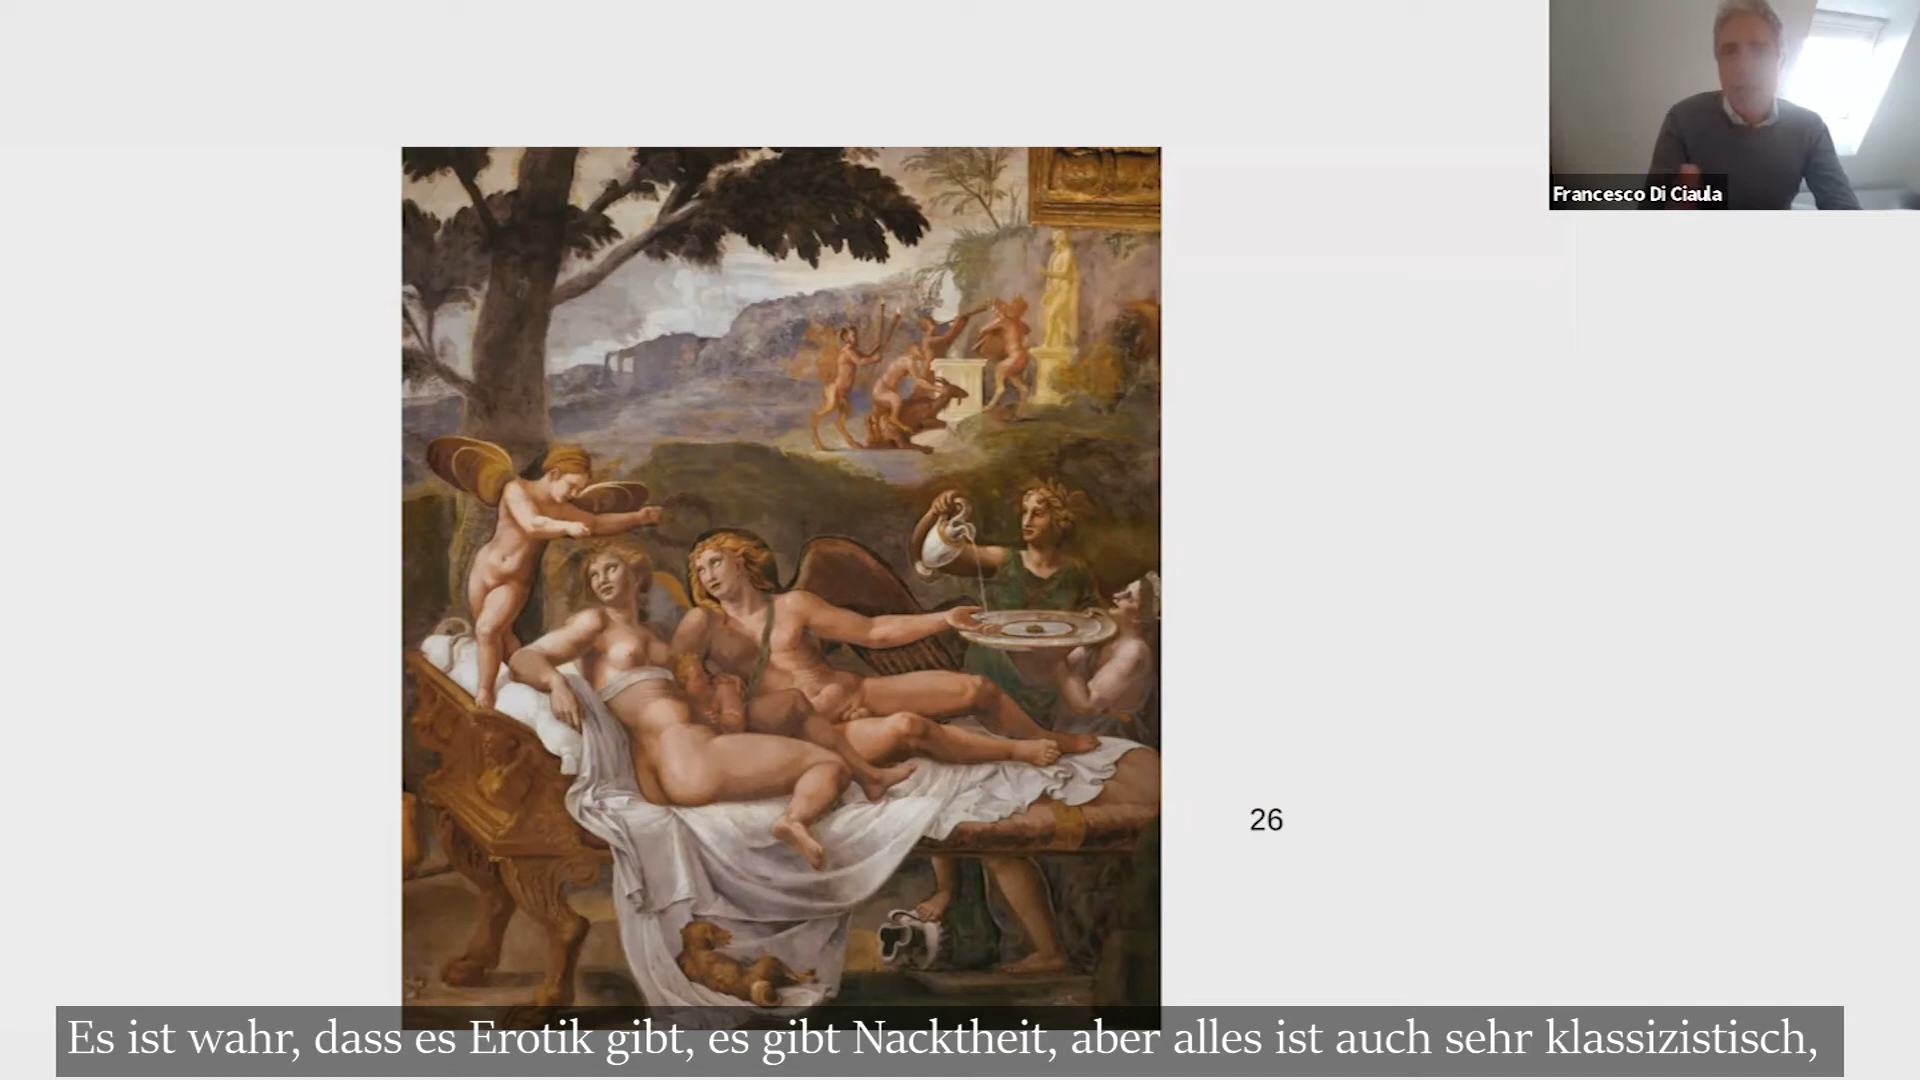 Francesco Di Ciaula
26
Es ist wahr, dass es Erotik gibt, es gibt Nacktheit, aber alles ist auch sehr klassizistisch,